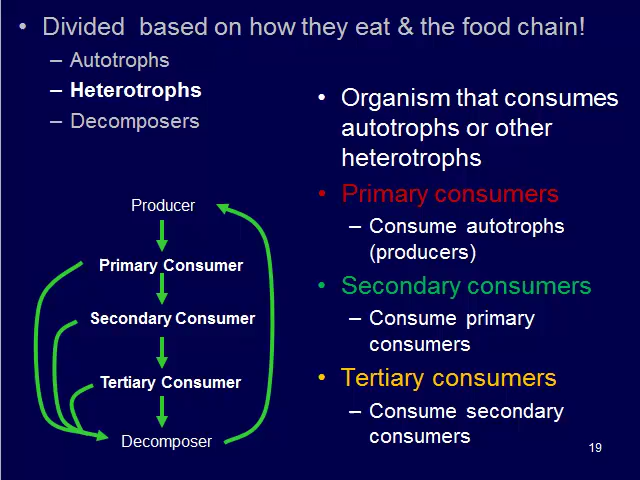 • Divided based on how they eat & the food chain!
– Autotrophs
– Heterotrophs
– Decomposers
• Organism that consumes
autotrophs or other
heterotrophs
• Primary consumers
– Consume autotrophs
(producers)
• Secondary consumers
– Consume primary
consumers
• Tertiary consumers
– Consume secondary
consumers
Producer
Primary Consumer
Secondary Consumer
Tertiary Consumer
Decomposer
19